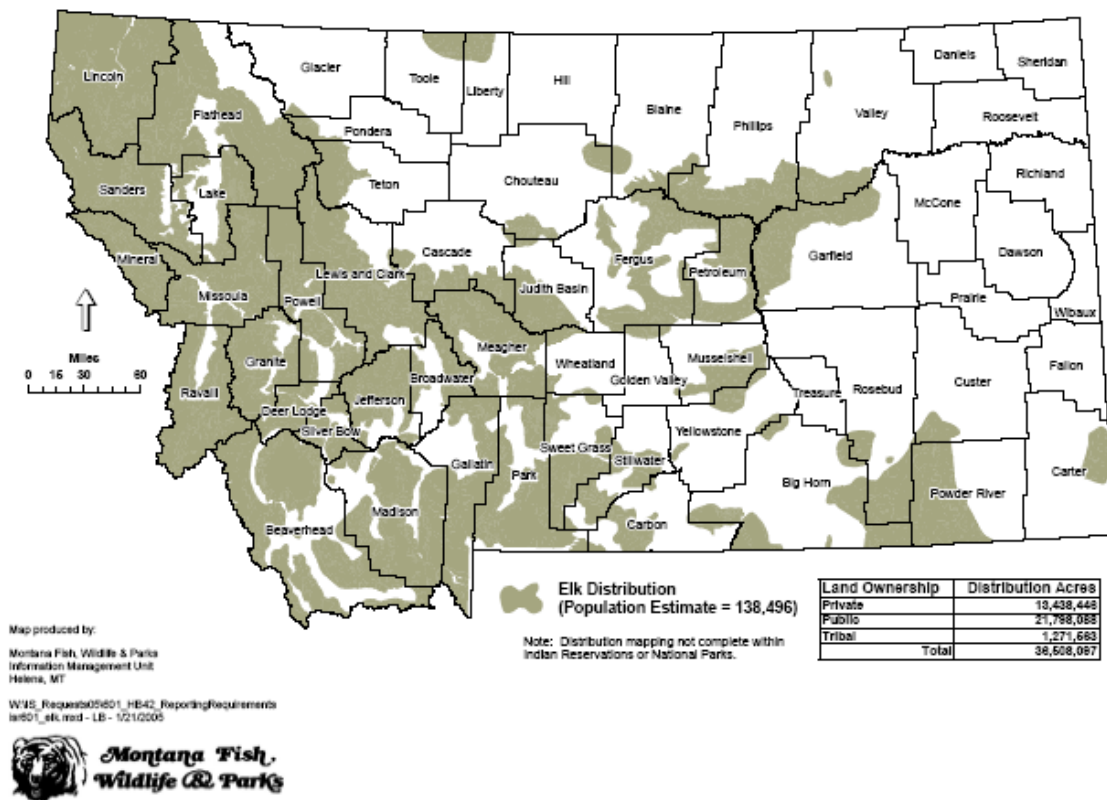 Lincoln
Flathead
Glacier
Toole
Liberty
Hill
Blaine
Phillips
Valley
Daniels
Sheridan
Roosevelt
Pondera
Teton
Chouteau
Sanders
Lake
Richland
McCone
Dawson
Mineral
Missoula
Lewis and Clark
Powell
Cascade
Judith Basin
Fergus
Petroleum
Garfield
Prairie
Wibaux
Miles
0 16 30 60
Ravalli
Granite
Deer Lodge
Silver Bow
Jefferson
Broadwater
Meagher
Wheatland
Golden Valley
Musselshell
Treasure
Rosebud
Custer
Fallon
Beaverhead
Madison
Gallatin
Park
Sweet Grass
Stillwater
Yellowstone
Carbon
Big Horn
Powder River
Carter
Elk Distribution
(Population Estimate = 138,496)
Note: Distribution mapping not complete within
Indian Reservations or National Parks.
Land Ownership Distribution Acres
Private 13,438,446
Public 21,798,088
Tribal 1,271,563
Total 36,508,097
Map produced by:
Montana Fish, Wildlife & Parks
Information Management Unit
Helena, MT
LB - 1/21/2005
Montana Fish,
Wildlife & Parks